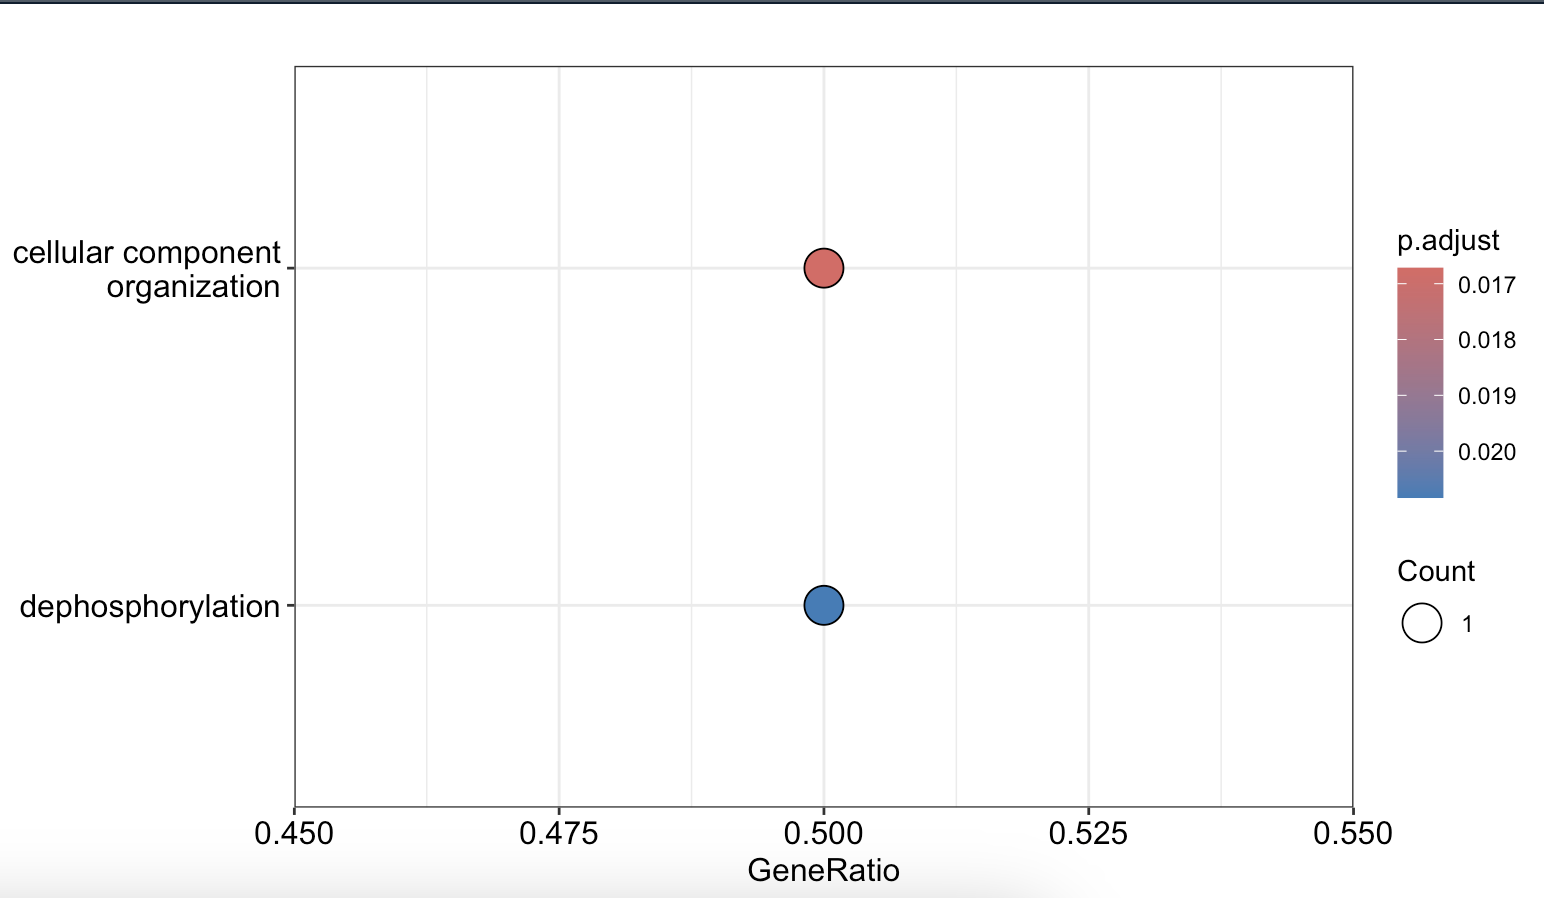 cellular component
organization
dephosphorylation
0.450 0.475 0.500 0.525 0.550
GeneRatio
p.adjust
0.017
0.018
0.019
0.020
Count
1